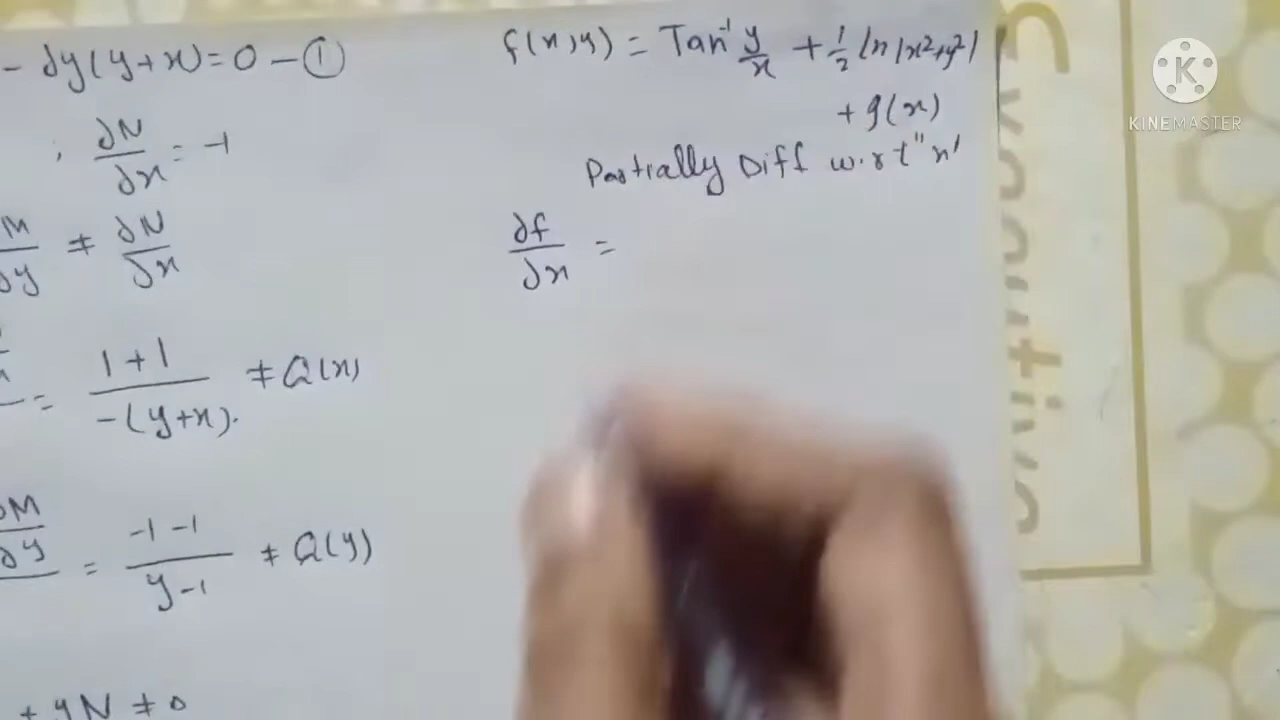 - dy(y+x)=0 - ①
; ∂N/∂x = -1
M/∂y ≠ ∂N/∂x
= 1+1/-(y+x). ≠ Q(x)
∂M/∂y = -1-1/y-1 ≠ Q(y)
+ yN ≠ 0
f(x,y) = Tan⁻¹ y/x + 1/2 ln|x²+y²|
+ g(x)
Partially Diff w.r.t "x"
∂f/∂x =
KINEMASTER